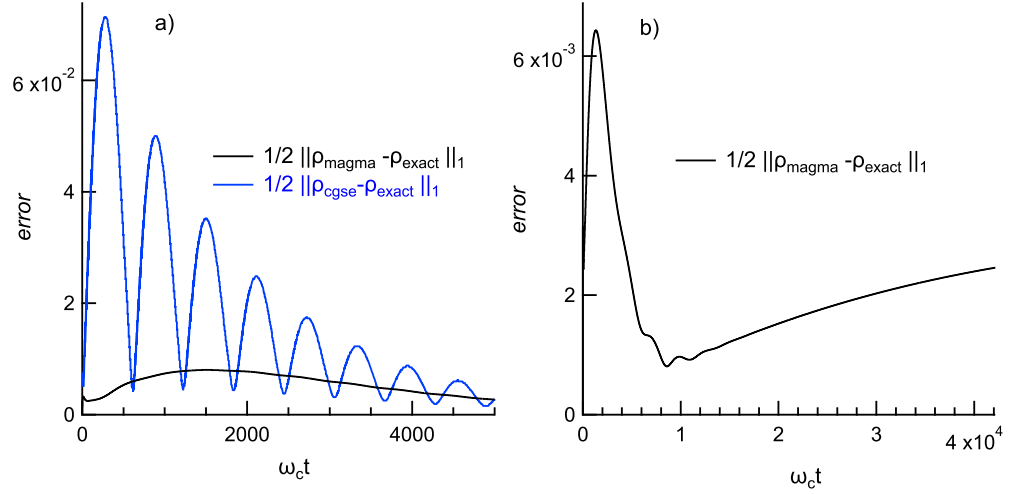 a)
6 x10⁻²
4
2
0
error
1/2 ||ρmagma -ρexact ||₁
1/2 ||ρcgse-ρexact ||₁
0
2000
4000
ωct
b)
6 x10⁻³
4
2
0
error
1/2 ||ρmagma -ρexact ||₁
0
1
2
3
4 x10⁴
ωct